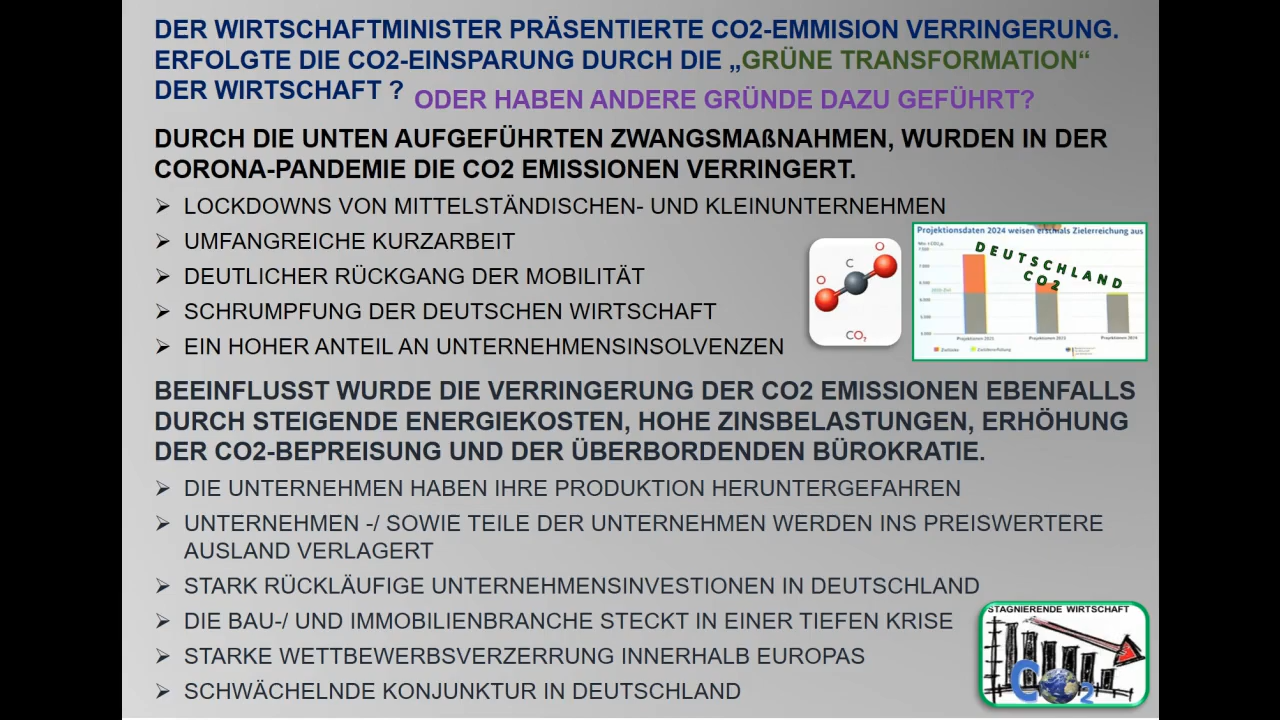 DER WIRTSCHAFTMINISTER PRÄSENTIERTE CO2-EMMISION VERRINGERUNG.
ERFOLGTE DIE CO2-EINSPARUNG DURCH DIE „GRÜNE TRANSFORMATION“
DER WIRTSCHAFT ? ODER HABEN ANDERE GRÜNDE DAZU GEFÜHRT?
DURCH DIE UNTEN AUFGEFÜHRTEN ZWANGSMAßNAHMEN, WURDEN IN DER
CORONA-PANDEMIE DIE CO2 EMISSIONEN VERRINGERT.
➢ LOCKDOWNS VON MITTELSTÄNDISCHEN- UND KLEINUNTERNEHMEN
➢ UMFANGREICHE KURZARBEIT
➢ DEUTLICHER RÜCKGANG DER MOBILITÄT
➢ SCHRUMPFUNG DER DEUTSCHEN WIRTSCHAFT
➢ EIN HOHER ANTEIL AN UNTERNEHMENSINSOLVENZEN
O
C
O
CO2
Projektionsdaten 2024 weisen erstmals Zielerreichung aus
DEUTSCHLAND
CO2
Projektionen 2021
Projektionen 2023
Projektionen 2024
BEEINFLUSST WURDE DIE VERRINGERUNG DER CO2 EMISSIONEN EBENFALLS
DURCH STEIGENDE ENERGIEKOSTEN, HOHE ZINSBELASTUNGEN, ERHÖHUNG
DER CO2-BEPREISUNG UND DER ÜBERBORDENDEN BÜROKRATIE.
➢ DIE UNTERNEHMEN HABEN IHRE PRODUKTION HERUNTERGEFAHREN
➢ UNTERNEHMEN -/ SOWIE TEILE DER UNTERNEHMEN WERDEN INS PREISWERTERE
AUSLAND VERLAGERT
➢ STARK RÜCKLÄUFIGE UNTERNEHMENSINVESTIONEN IN DEUTSCHLAND
➢ DIE BAU-/ UND IMMOBILIENBRANCHE STECKT IN EINER TIEFEN KRISE
➢ STARKE WETTBEWERBSVERZERRUNG INNERHALB EUROPAS
➢ SCHWÄCHELNDE KONJUNKTUR IN DEUTSCHLAND
STAGNIERENDE WIRTSCHAFT
CO2